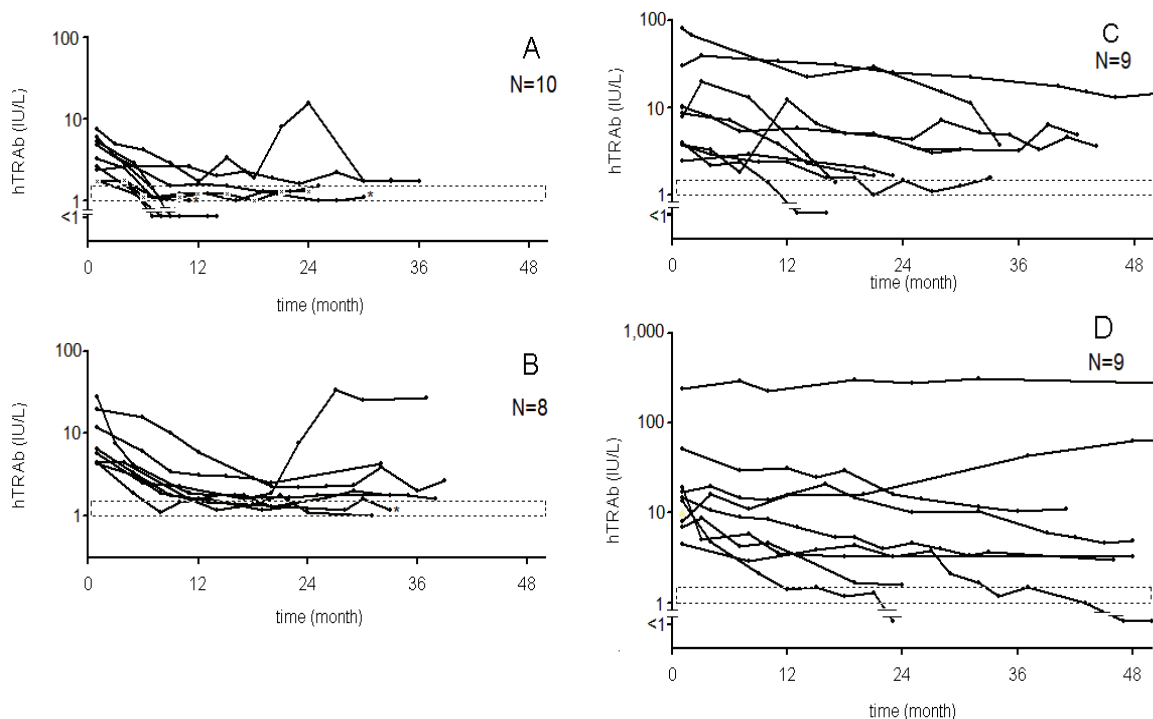 A
N=10
hTRAb (IU/L)
100
10
1
<1
0
12
24
36
48
time (month)
*
*
C
N=9
hTRAb (IU/L)
100
10
1
<1
0
12
24
36
48
time (month)
B
N=8
hTRAb (IU/L)
100
10
1
0
12
24
36
48
time (month)
*
D
N=9
hTRAb (IU/L)
1,000
100
10
1
<1
0
12
24
36
48
time (month)